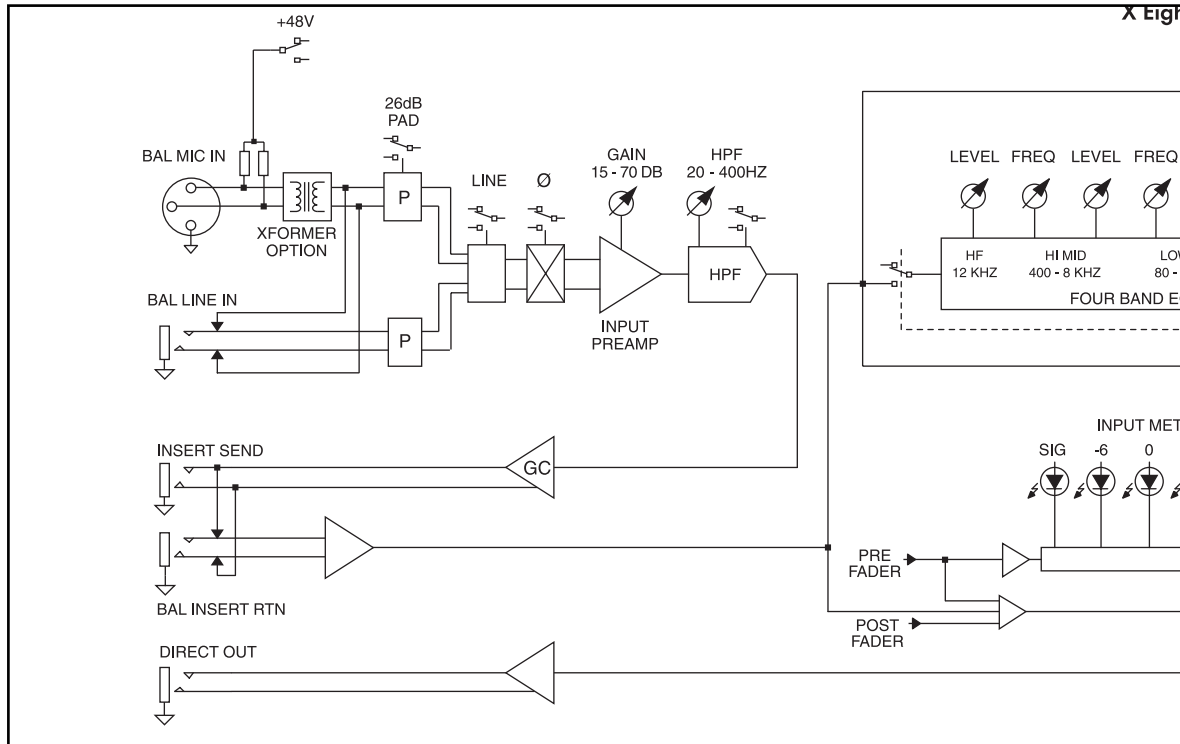 X Eigh
+48V
26dB
PAD
BAL MIC IN
LINE
Ø
GAIN
15 - 70 DB
HPF
20 - 400HZ
LEVEL FREQ LEVEL FREQ
P
XFORMER
OPTION
HPF
HF
12 KHZ
HI MID
400 - 8 KHZ
LOW
80 -
FOUR BAND E
BAL LINE IN
P
INPUT
PREAMP
INSERT SEND
GC
INPUT MET
SIG -6 0
PRE
FADER
BAL INSERT RTN
POST
FADER
DIRECT OUT